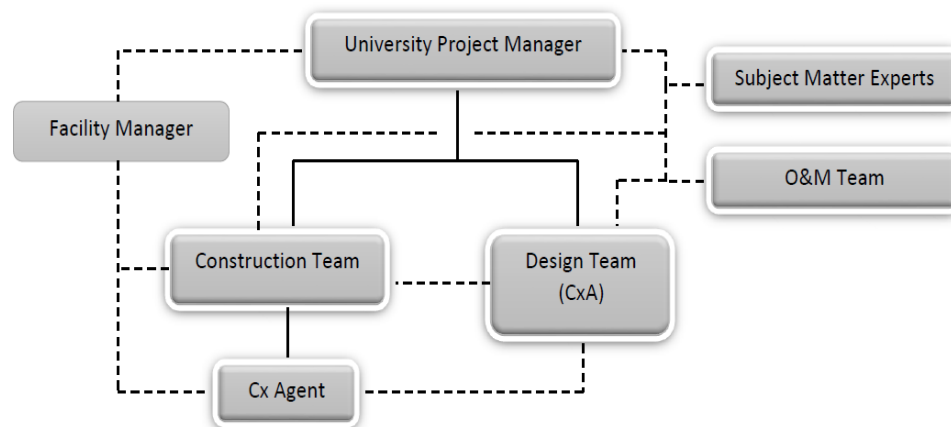 University Project Manager
Subject Matter Experts
Facility Manager
O&M Team
Construction Team
Design Team
(CxA)
Cx Agent